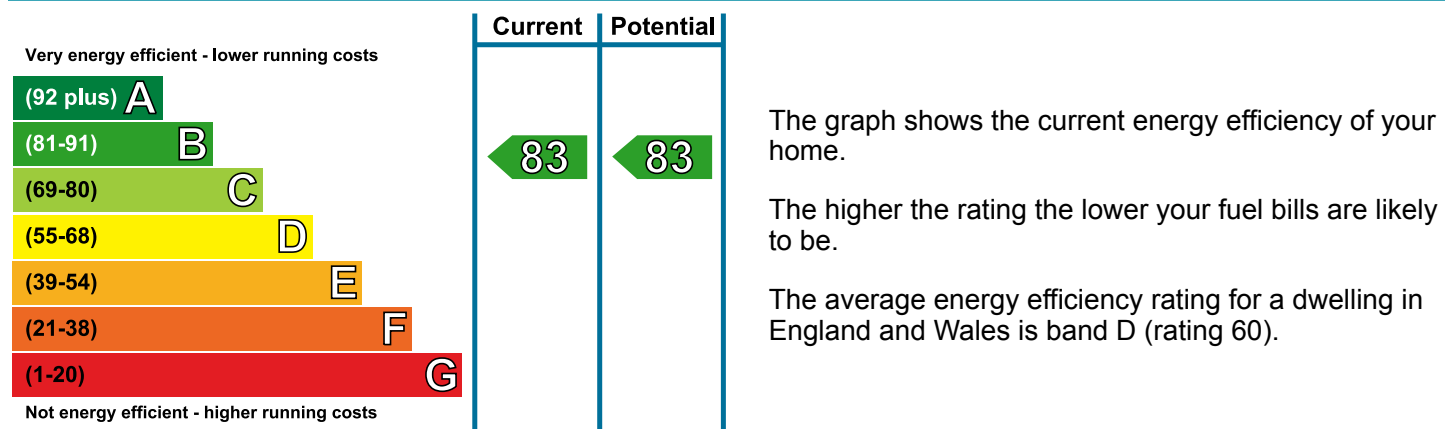 Current Potential
Very energy efficient - lower running costs
(92 plus) A
(81-91) B
83 83
(69-80) C
(55-68) D
(39-54) E
(21-38) F
(1-20) G
Not energy efficient - higher running costs
The graph shows the current energy efficiency of your
home.
The higher the rating the lower your fuel bills are likely
to be.
The average energy efficiency rating for a dwelling in
England and Wales is band D (rating 60).